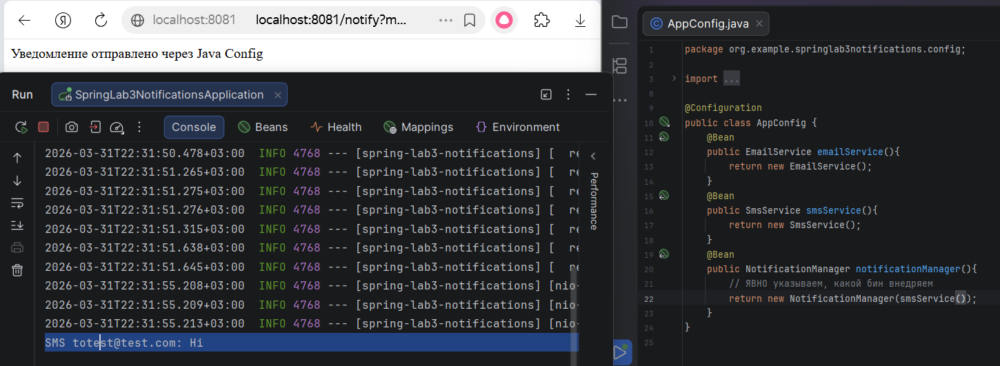 localhost:8081 localhost:8081/notify?m...
Уведомление отправлено через Java Config
Run SpringLab3NotificationsApplication
Console Beans Health Mappings Environment
2026-03-31T22:31:50.478+03:00 INFO 4768 --- [spring-lab3-notifications] [ re
2026-03-31T22:31:51.265+03:00 INFO 4768 --- [spring-lab3-notifications] [ re
2026-03-31T22:31:51.275+03:00 INFO 4768 --- [spring-lab3-notifications] [ re
2026-03-31T22:31:51.276+03:00 INFO 4768 --- [spring-lab3-notifications] [ re
2026-03-31T22:31:51.315+03:00 INFO 4768 --- [spring-lab3-notifications] [ re
2026-03-31T22:31:51.638+03:00 INFO 4768 --- [spring-lab3-notifications] [ re
2026-03-31T22:31:51.645+03:00 INFO 4768 --- [spring-lab3-notifications] [ re
2026-03-31T22:31:55.208+03:00 INFO 4768 --- [spring-lab3-notifications] [nio-
2026-03-31T22:31:55.209+03:00 INFO 4768 --- [spring-lab3-notifications] [nio-
2026-03-31T22:31:55.213+03:00 INFO 4768 --- [spring-lab3-notifications] [nio-
SMS totest@test.com: Hi
Performance
AppConfig.java
1 package org.example.springlab3notifications.config;
2
3 import ...
8
9 @Configuration
10 public class AppConfig {
11 @Bean
12 public EmailService emailService(){
13 return new EmailService();
14 }
15 @Bean
16 public SmsService smsService(){
17 return new SmsService();
18 }
19 @Bean
20 public NotificationManager notificationManager(){
21 // ЯВНО указываем, какой бин внедряем
22 return new NotificationManager(smsService());
23 }
24 }
25